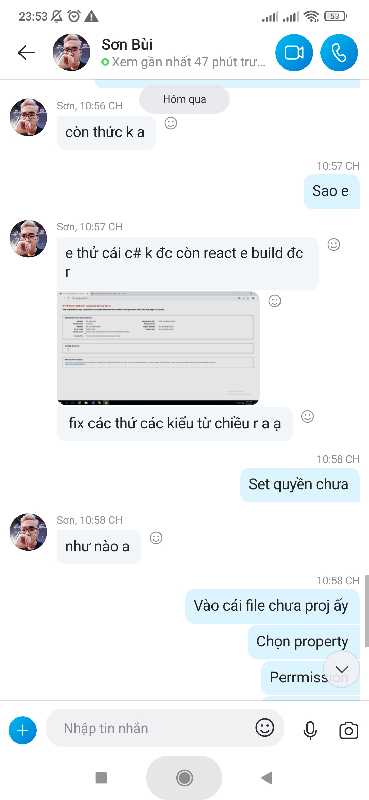 23:53
53
Sơn Bùi
Xem gần nhất 47 phút trư...
Hôm qua
Sơn, 10:56 CH
còn thức k a
10:57 CH
Sao e
Sơn, 10:57 CH
e thử cái c# k đc còn react e build đc
r
fix các thứ các kiểu từ chiều r a ạ
10:58 CH
Set quyền chưa
Sơn, 10:58 CH
như nào a
10:58 CH
Vào cái file chưa proj ấy
Chọn property
Nhập tin nhắn